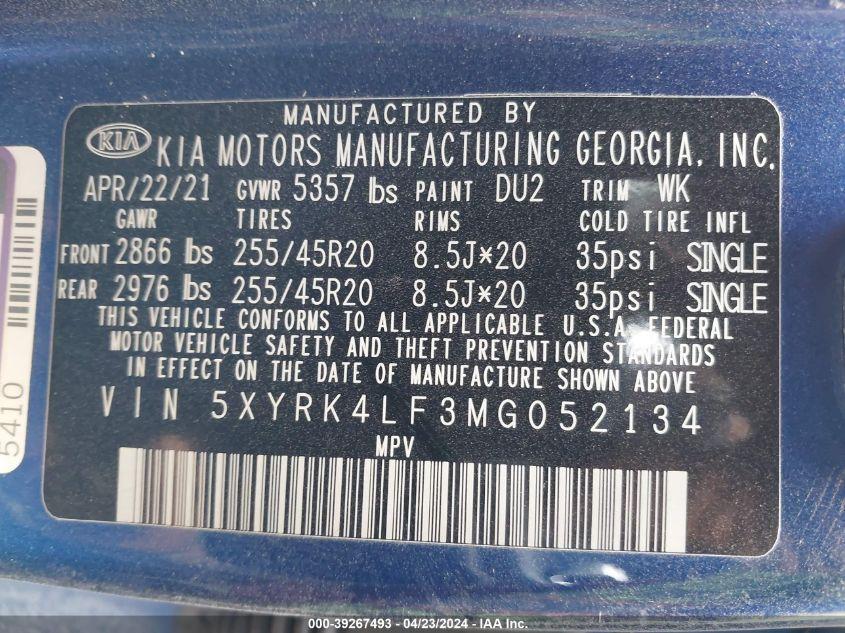 MANUFACTURED BY
KIA KIA MOTORS MANUFACTURING GEORGIA, INC.
APR/22/21 GVWR 5357 lbs PAINT DU2 TRIM WK
GAWR TIRES RIMS COLD TIRE INFL
FRONT 2866 lbs 255/45R20 8.5J×20 35psi SINGLE
REAR 2976 lbs 255/45R20 8.5J×20 35psi SINGLE
THIS VEHICLE CONFORMS TO ALL APPLICABLE U.S.A. FEDERAL
MOTOR VEHICLE SAFETY AND THEFT PREVENTION STANDARDS
IN EFFECT ON THE DATE OF MANUFACTURE SHOWN ABOVE
VIN 5XYRK4LF3MG052134
MPV
5410
000-39267493 - 04/23/2024 - IAA Inc.